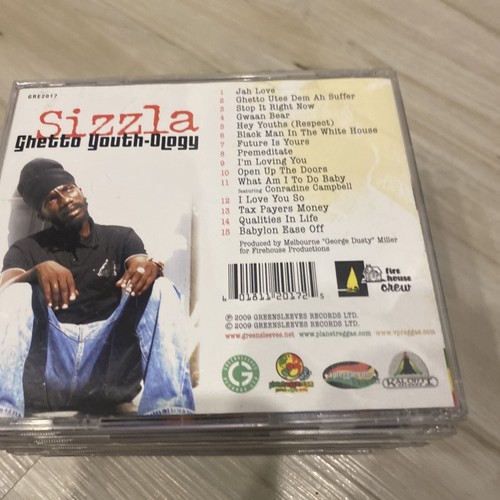 GRE2017
Sizzla
Ghetto Youth-Ology
1 Jah Love
2 Ghetto Utes Dem Ah Suffer
3 Stop It Right Now
4 Gwaan Bear
5 Hey Youths (Respect)
6 Black Man In The White House
7 Future is Yours
8 Premeditate
9 I'm Loving You
10 Open Up The Doors
11 What Am I To Do Baby
featuring Conradine Campbell
12 I Love You So
13 Tax Payers Money
14 Qualities In Life
15 Babylon Ease Off
Produced by Melbourne "George Dusty" Miller
for Firehouse Productions
6 01811 20172 5
fire
house
crew
℗ 2009 GREENSLEEVES RECORDS LTD.
© 2009 GREENSLEEVES RECORDS LTD.
www.greensleeves.net www.planetreggae.com www.vpreggae.com
G
KALONJI